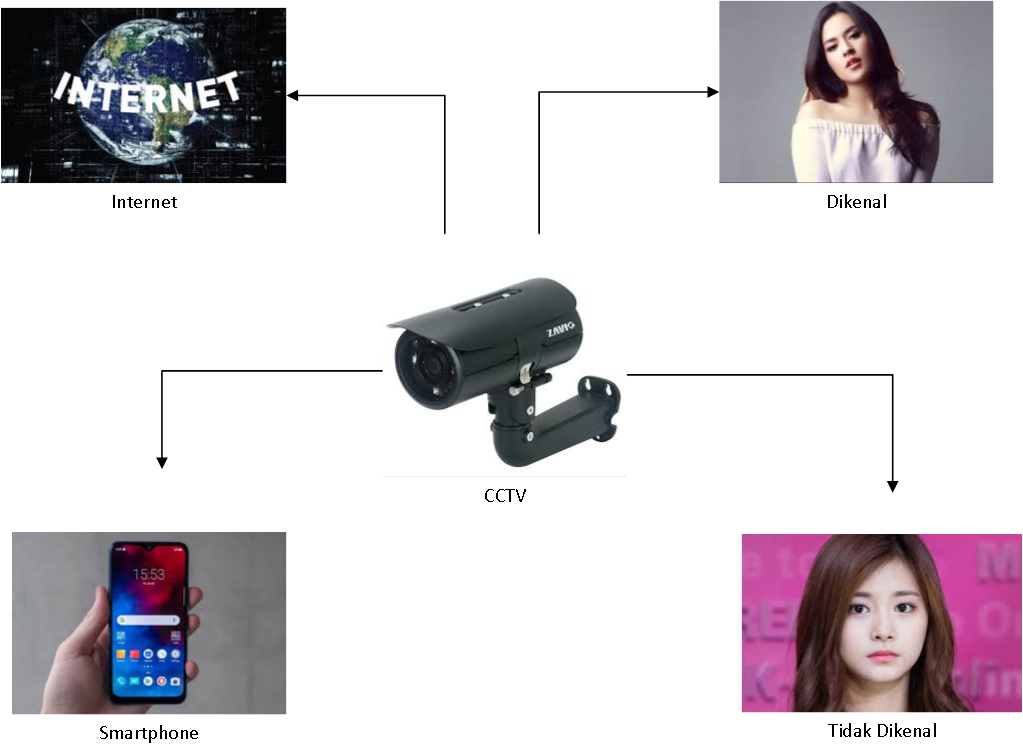 INTERNET
Internet
Dikenal
ZAVIO
CCTV
15:53
Smartphone
Tidak Dikenal